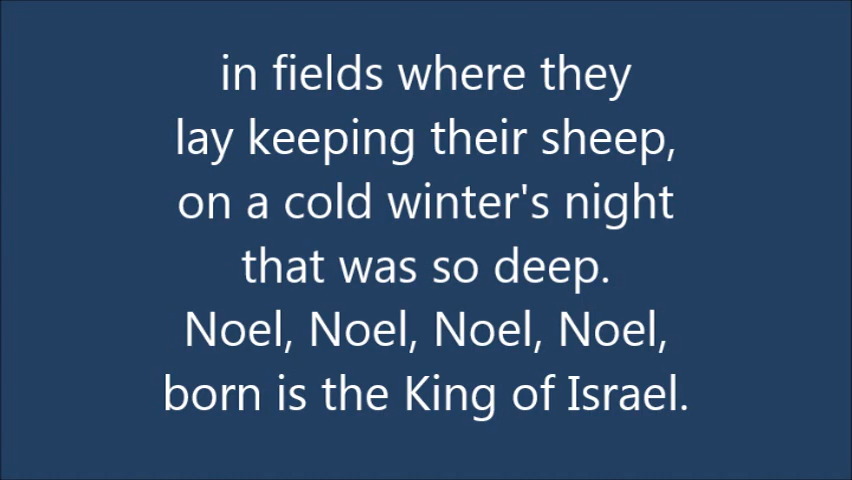 in fields where they
lay keeping their sheep,
on a cold winter's night
that was so deep.
Noel, Noel, Noel, Noel,
born is the King of Israel.